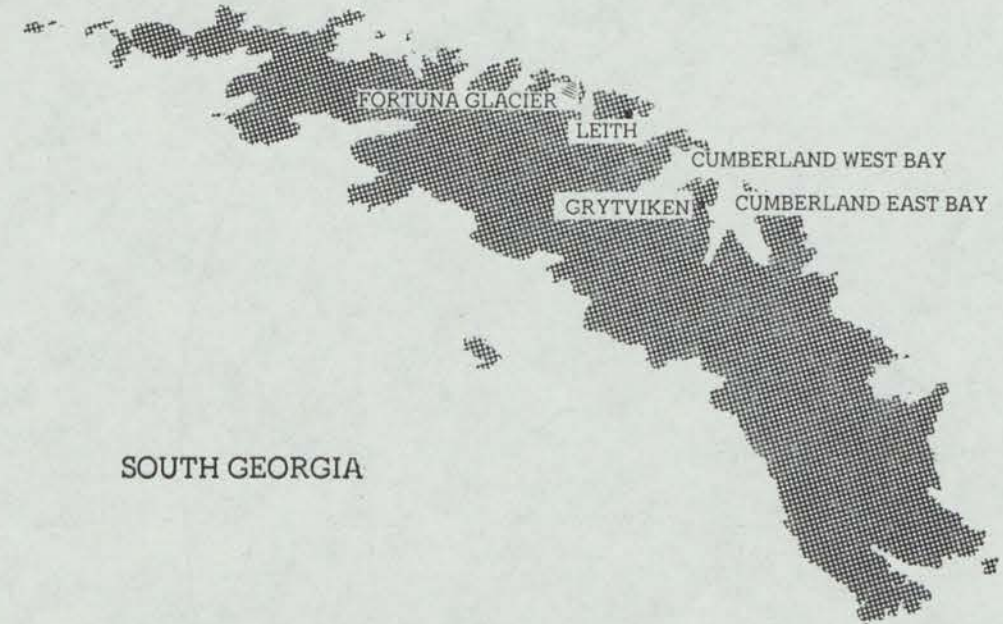 FORTUNA GLACIER
LEITH
CUMBERLAND WEST BAY
GRYTVIKEN
CUMBERLAND EAST BAY
SOUTH GEORGIA